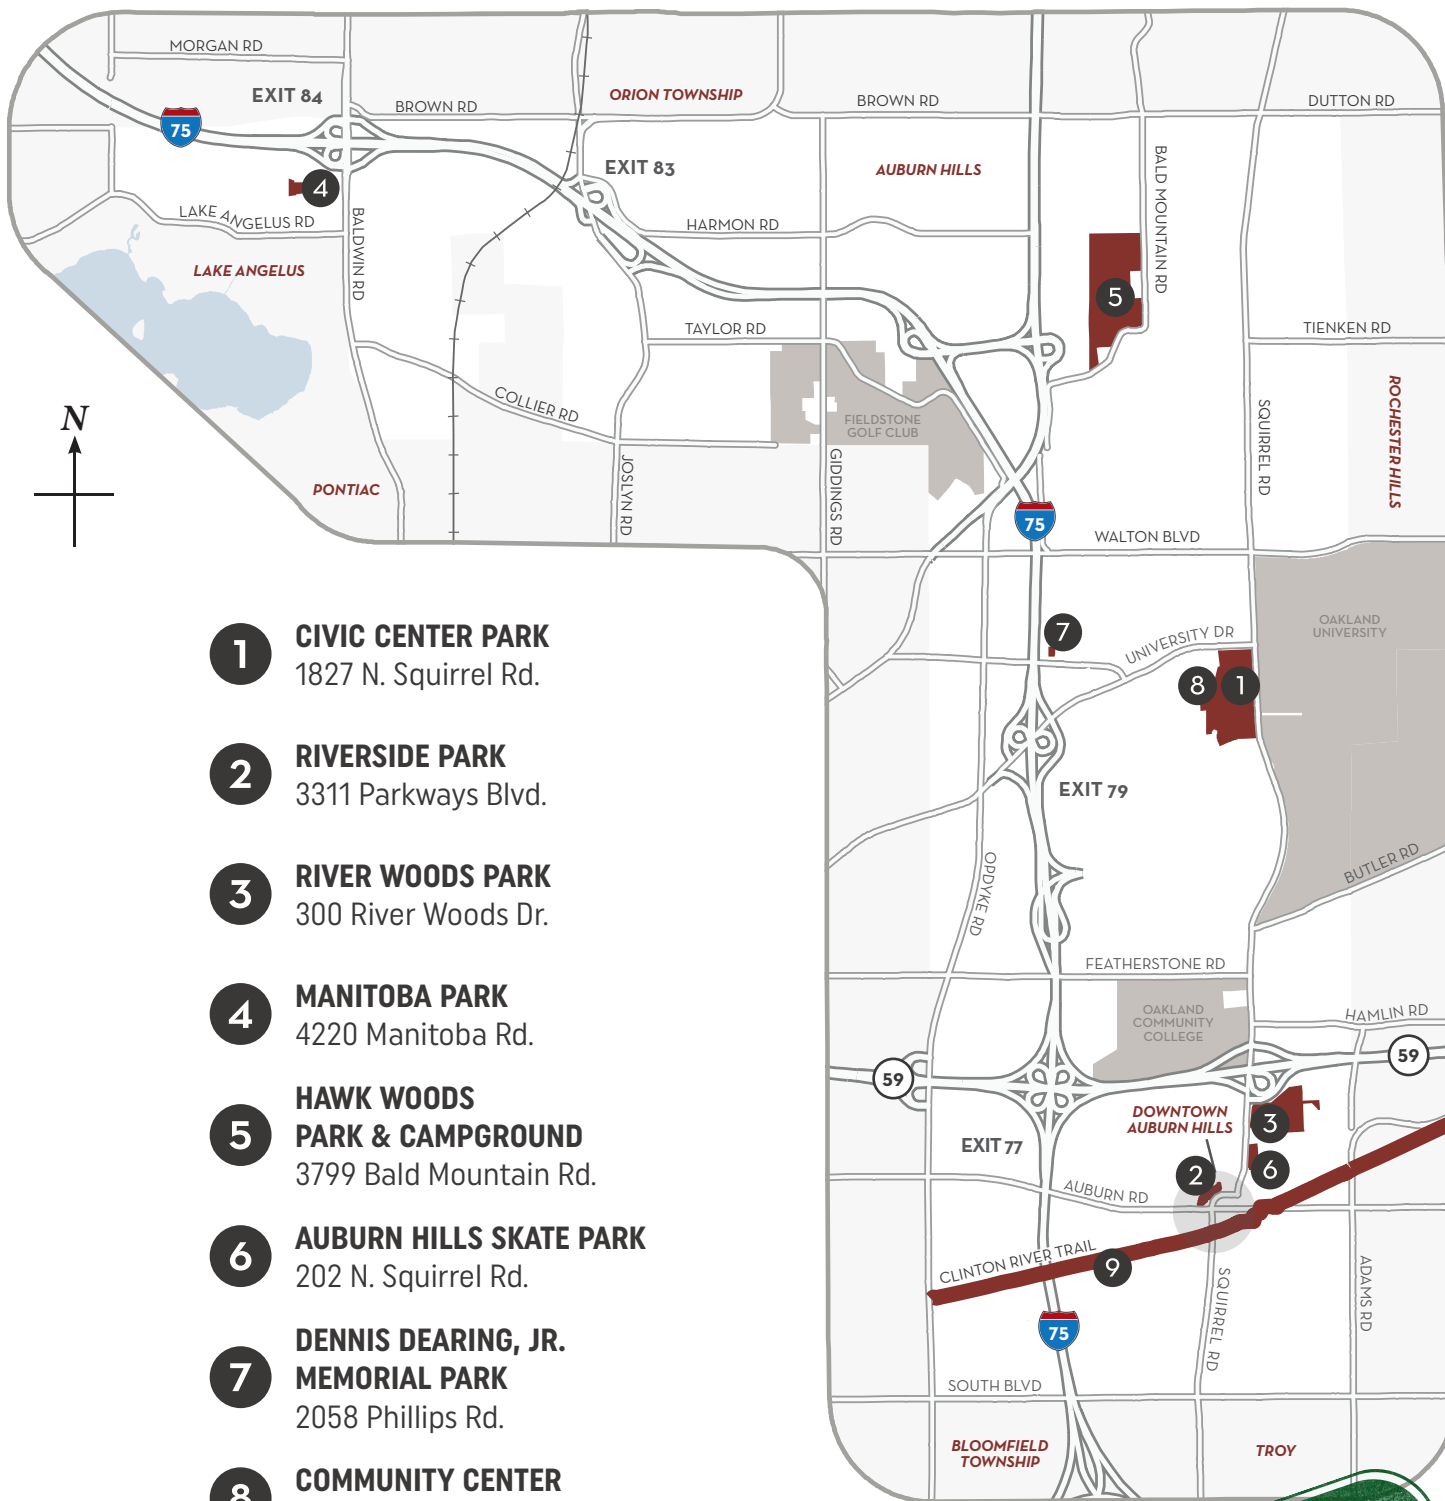 MORGAN RD
EXIT 84
BROWN RD
ORION TOWNSHIP
BROWN RD
DUTTON RD
75
EXIT 83
AUBURN HILLS
BALD MOUNTAIN RD
4
LAKE ANGELUS RD
BALDWIN RD
HARMON RD
LAKE ANGELUS
5
TAYLOR RD
TIENKEN RD
COLLIER RD
FIELDSTONE
GOLF CLUB
SQUIRREL RD
ROCHESTER HILLS
N
PONTIAC
JOSLYN RD
GIDDINGS RD
75
WALTON BLVD
OAKLAND
UNIVERSITY
7
UNIVERSITY DR
8
1
EXIT 79
OPDYKE RD
BUTLER RD
FEATHERSTONE RD
OAKLAND
COMMUNITY
COLLEGE
HAMLIN RD
59
59
DOWNTOWN
AUBURN HILLS
3
EXIT 77
6
2
AUBURN RD
CLINTON RIVER TRAIL
9
SQUIRREL RD
ADAMS RD
75
SOUTH BLVD
BLOOMFIELD
TOWNSHIP
TROY
1
CIVIC CENTER PARK
1827 N. Squirrel Rd.
2
RIVERSIDE PARK
3311 Parkways Blvd.
3
RIVER WOODS PARK
300 River Woods Dr.
4
MANITOBA PARK
4220 Manitoba Rd.
5
HAWK WOODS
PARK & CAMPGROUND
3799 Bald Mountain Rd.
6
AUBURN HILLS SKATE PARK
202 N. Squirrel Rd.
7
DENNIS DEARING, JR.
MEMORIAL PARK
2058 Phillips Rd.
8
COMMUNITY CENTER